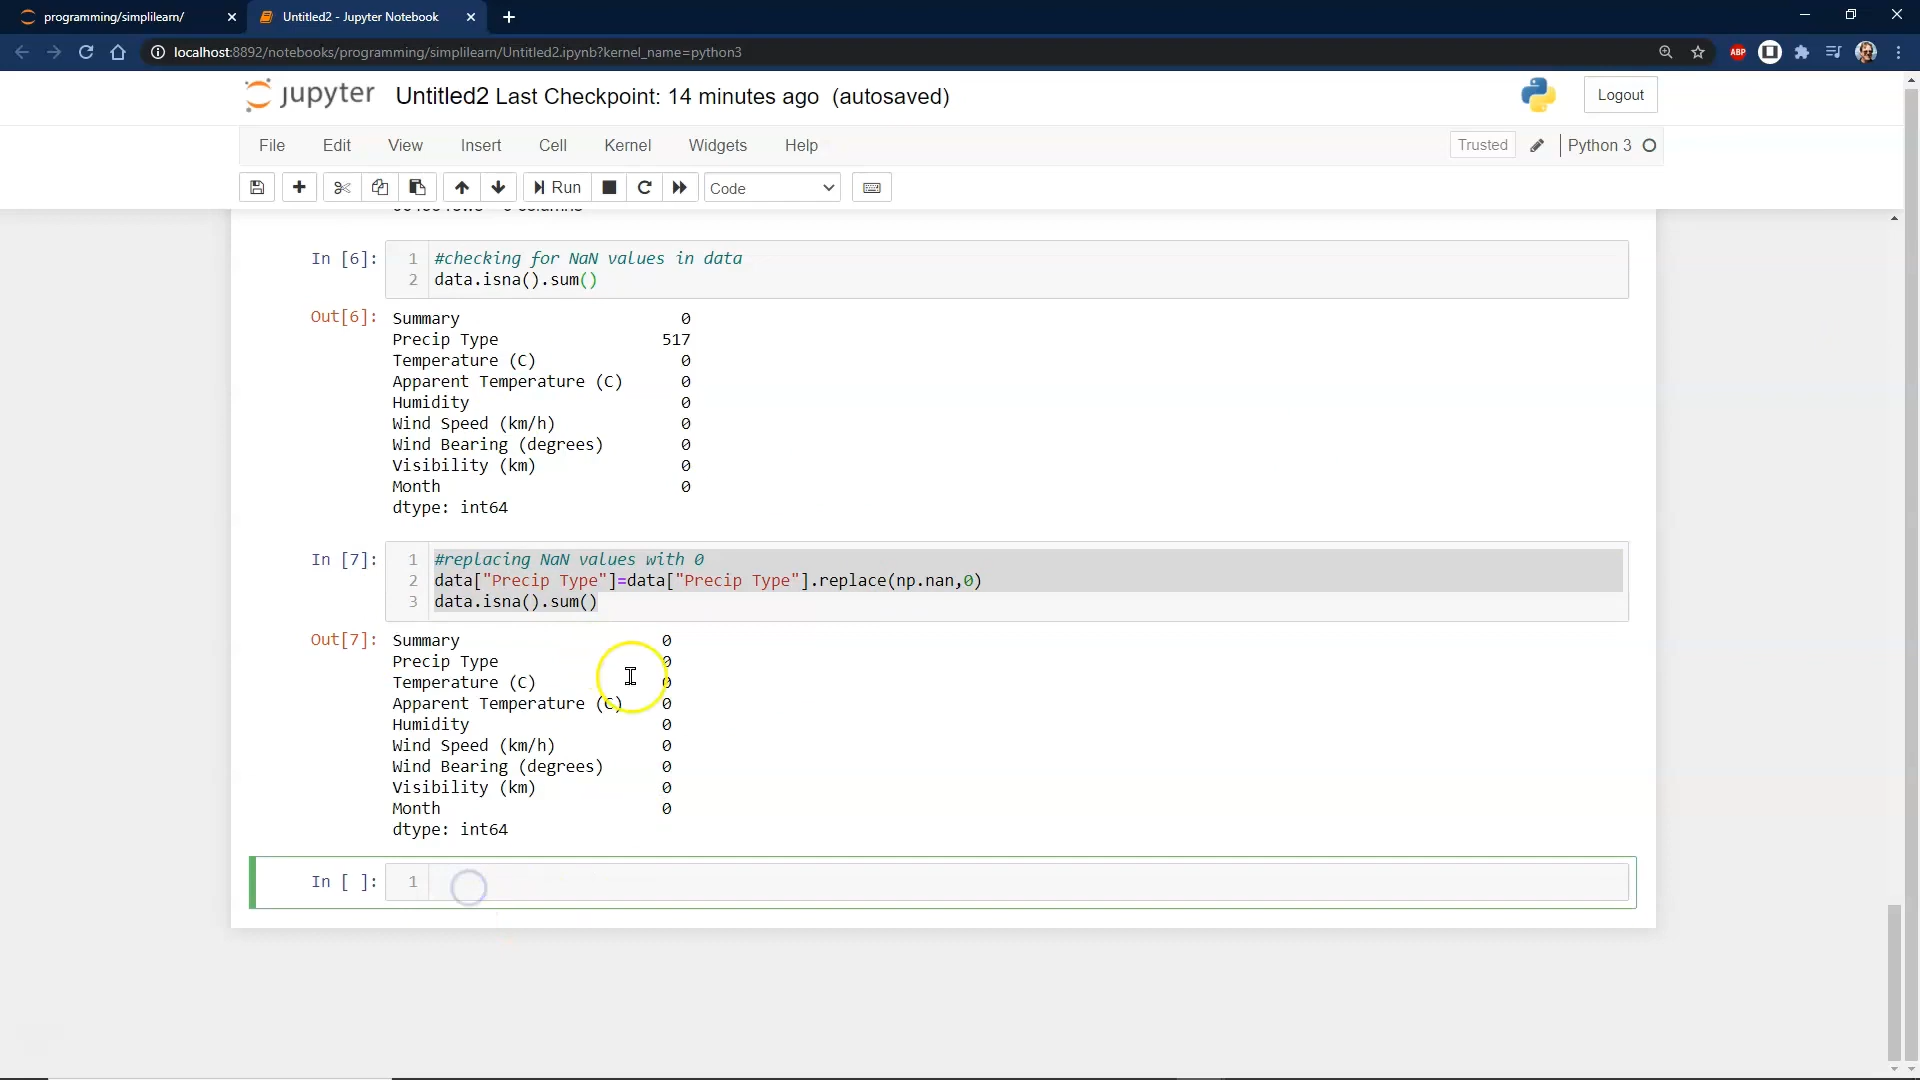 programming/simplilearn/
Untitled2 - Jupyter Notebook
localhost:8892/notebooks/programming/simplilearn/Untitled2.ipynb?kernel_name=python3
ABP
jupyter Untitled2 Last Checkpoint: 14 minutes ago (autosaved)
Logout
File Edit View Insert Cell Kernel Widgets Help
Trusted Python 3
Run Code
In [6]: 1 #checking for NaN values in data
2 data.isna().sum()
Out[6]: Summary 0
Precip Type 517
Temperature (C) 0
Apparent Temperature (C) 0
Humidity 0
Wind Speed (km/h) 0
Wind Bearing (degrees) 0
Visibility (km) 0
Month 0
dtype: int64
In [7]: 1 #replacing NaN values with 0
2 data["Precip Type"]=data["Precip Type"].replace(np.nan,0)
3 data.isna().sum()
Out[7]: Summary 0
Precip Type 0
Temperature (C) 0
Apparent Temperature (C) 0
Humidity 0
Wind Speed (km/h) 0
Wind Bearing (degrees) 0
Visibility (km) 0
Month 0
dtype: int64
In [ ]: 1